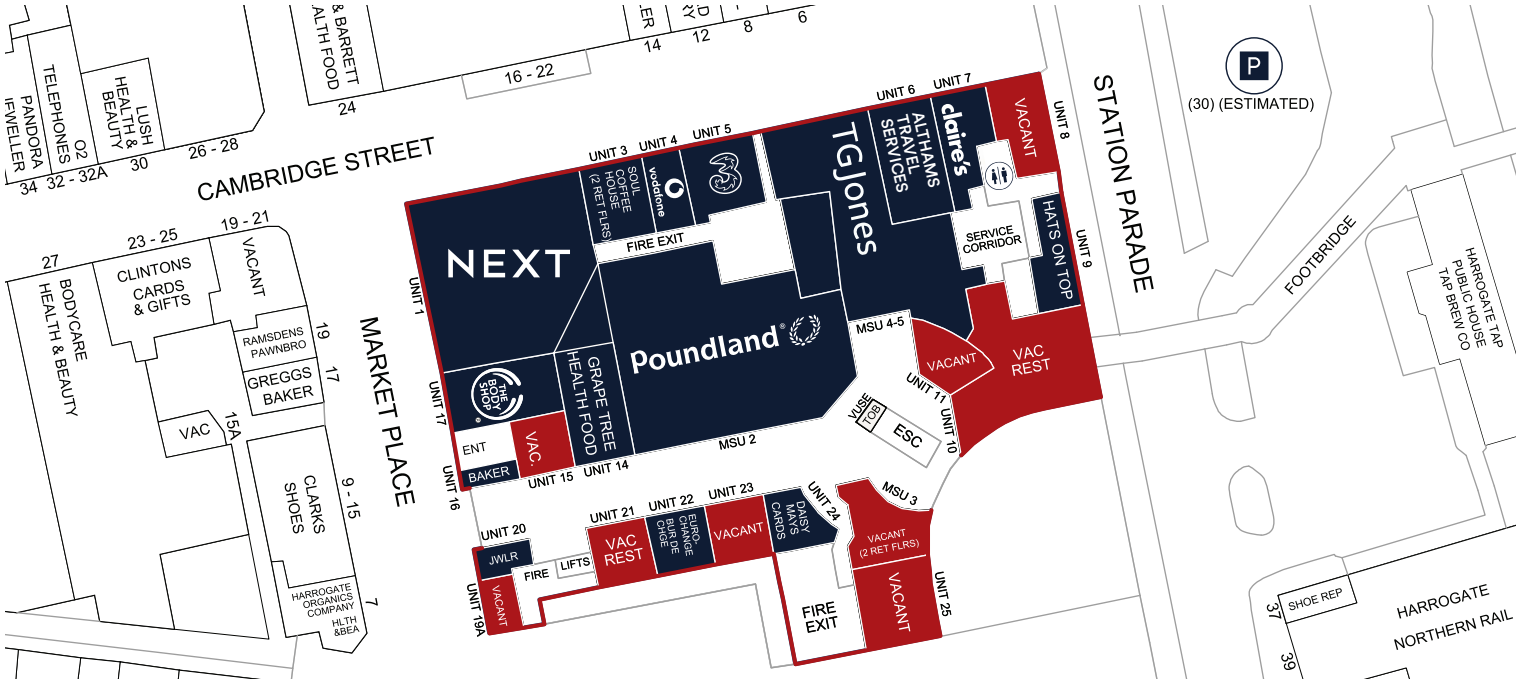 & BARRETT
ALTH FOOD
24
16 - 22
14
12
8
6
PANDORA
JEWELLER
34
O2
TELEPHONES
32 - 32A
LUSH
HEALTH &
BEAUTY
30
26 - 28
CAMBRIDGE STREET
STATION PARADE
MARKET PLACE
P
(30) (ESTIMATED)
FOOTBRIDGE
HARROGATE TAP
PUBLIC HOUSE
TAP BREW CO
27
BODYCARE
HEALTH & BEAUTY
23 - 25
CLINTONS
CARDS
& GIFTS
19 - 21
VACANT
RAMSDENS
PAWNBRO
19
GREGGS
BAKER
17
VAC
15A
CLARKS
SHOES
9 - 15
HARROGATE
ORGANICS
COMPANY
HLTH
&BEA
7
UNIT 1
NEXT
UNIT 3
SOUL
COFFEE
HOUSE
(2 RET FLRS)
UNIT 4
vodafone
UNIT 5
3
FIRE EXIT
TGJones
UNIT 6
ALTHAMS
TRAVEL
SERVICES
UNIT 7
claire's
UNIT 8
VACANT
SERVICE
CORRIDOR
UNIT 9
HATS ON TOP
MSU 4-5
Poundland®
MSU 2
UNIT 11
VACANT
UNIT 10
VAC
REST
VUSE
TOB
ESC
UNIT 17
THE
BODY
SHOP®
ENT
VAC.
UNIT 15
GRAPE TREE
HEALTH FOOD
UNIT 14
BAKER
UNIT 16
UNIT 20
JWLR
UNIT 19A
VACANT
FIRE
LIFTS
UNIT 21
VAC
REST
UNIT 22
EURO-
CHANGE
BUR DE
CHGE
UNIT 23
VACANT
DAISY
MAYS
CARDS
UNIT 24
MSU 3
VACANT
(2 RET FLRS)
FIRE
EXIT
VACANT
UNIT 25
SHOE REP
37
39
HARROGATE
NORTHERN RAIL